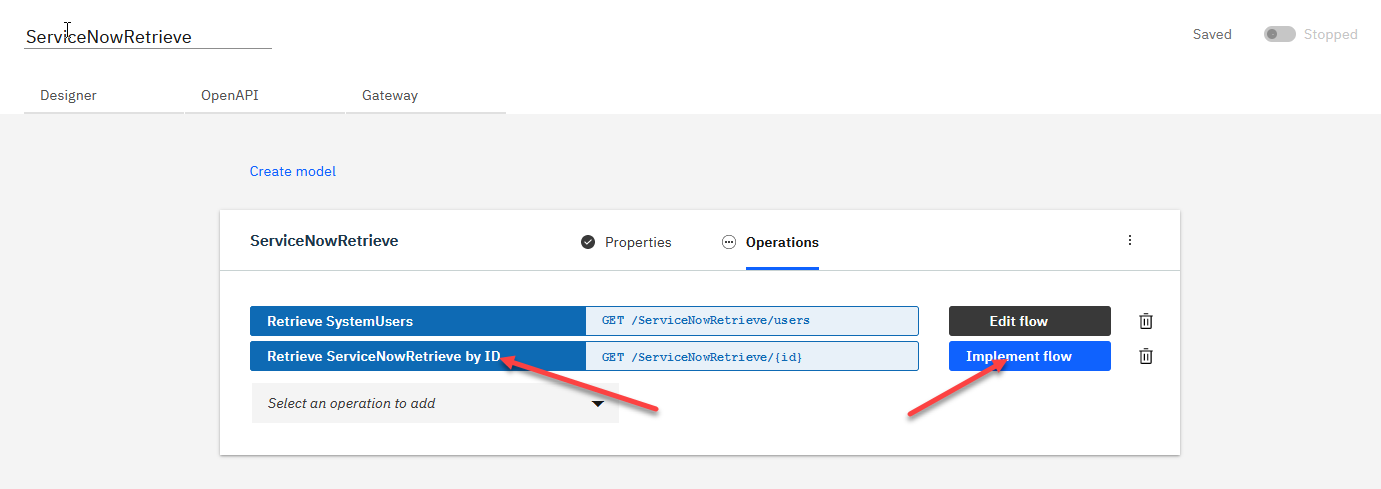 ServiceNowRetrieve
Saved
Stopped
Designer
OpenAPI
Gateway
Create model
ServiceNowRetrieve
Properties
Operations
Retrieve SystemUsers
GET /ServiceNowRetrieve/users
Edit flow
Retrieve ServiceNowRetrieve by ID
GET /ServiceNowRetrieve/{id}
Implement flow
Select an operation to add